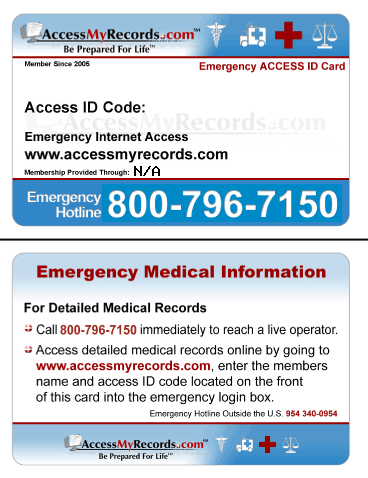 AccessMyRecords.com™
Be Prepared For Life™
Member Since 2005
Emergency ACCESS ID Card
AccessMyRecords.com
Access ID Code:
Emergency Internet Access
www.accessmyrecords.com
Membership Provided Through: N/A
Emergency
Hotline
800-796-7150
Emergency Medical Information
For Detailed Medical Records
Call 800-796-7150 immediately to reach a live operator.
Access detailed medical records online by going to
www.accessmyrecords.com, enter the members
name and access ID code located on the front
of this card into the emergency login box.
Emergency Hotline Outside the U.S. 954 340-0954
AccessMyRecords.com™
Be Prepared For Life™